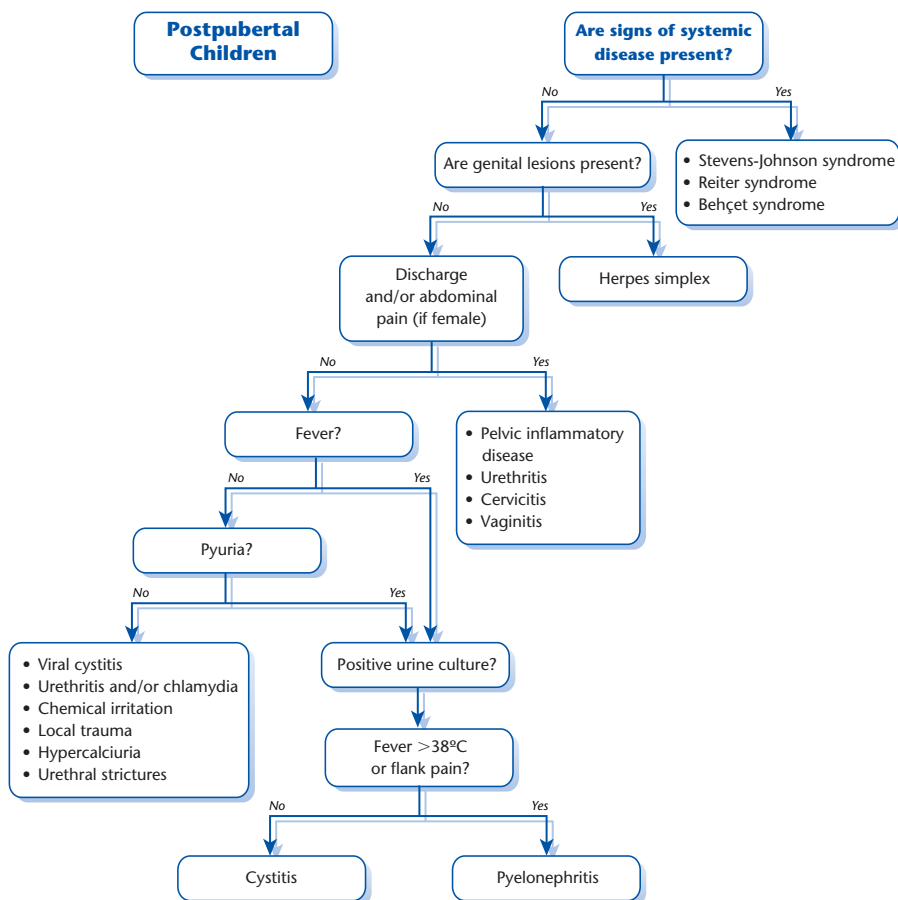 Postpubertal
Children
Are signs of systemic
disease present?
No
Yes
Are genital lesions present?
• Stevens-Johnson syndrome
• Reiter syndrome
• Behçet syndrome
No
Yes
Discharge
and/or abdominal
pain (if female)
Herpes simplex
No
Yes
Fever?
• Pelvic inflammatory
disease
• Urethritis
• Cervicitis
• Vaginitis
No
Yes
Pyuria?
No
Yes
• Viral cystitis
• Urethritis and/or chlamydia
• Chemical irritation
• Local trauma
• Hypercalciuria
• Urethral strictures
Positive urine culture?
Fever >38ºC
or flank pain?
No
Yes
Cystitis
Pyelonephritis